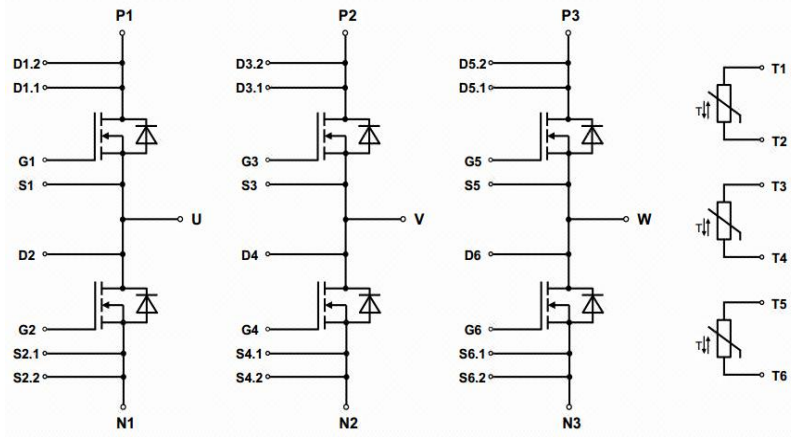 P1 P2 P3
D1.2 D3.2 D5.2
T1
D1.1 D3.1 D5.1
T
T2
G1 G3 G5
S1 S3 S5
T3
U V W
T
D2 D4 D6
T4
T5
G2 G4 G6
T
S2.1 S4.1 S6.1
S2.2 S4.2 S6.2
T6
N1 N2 N3